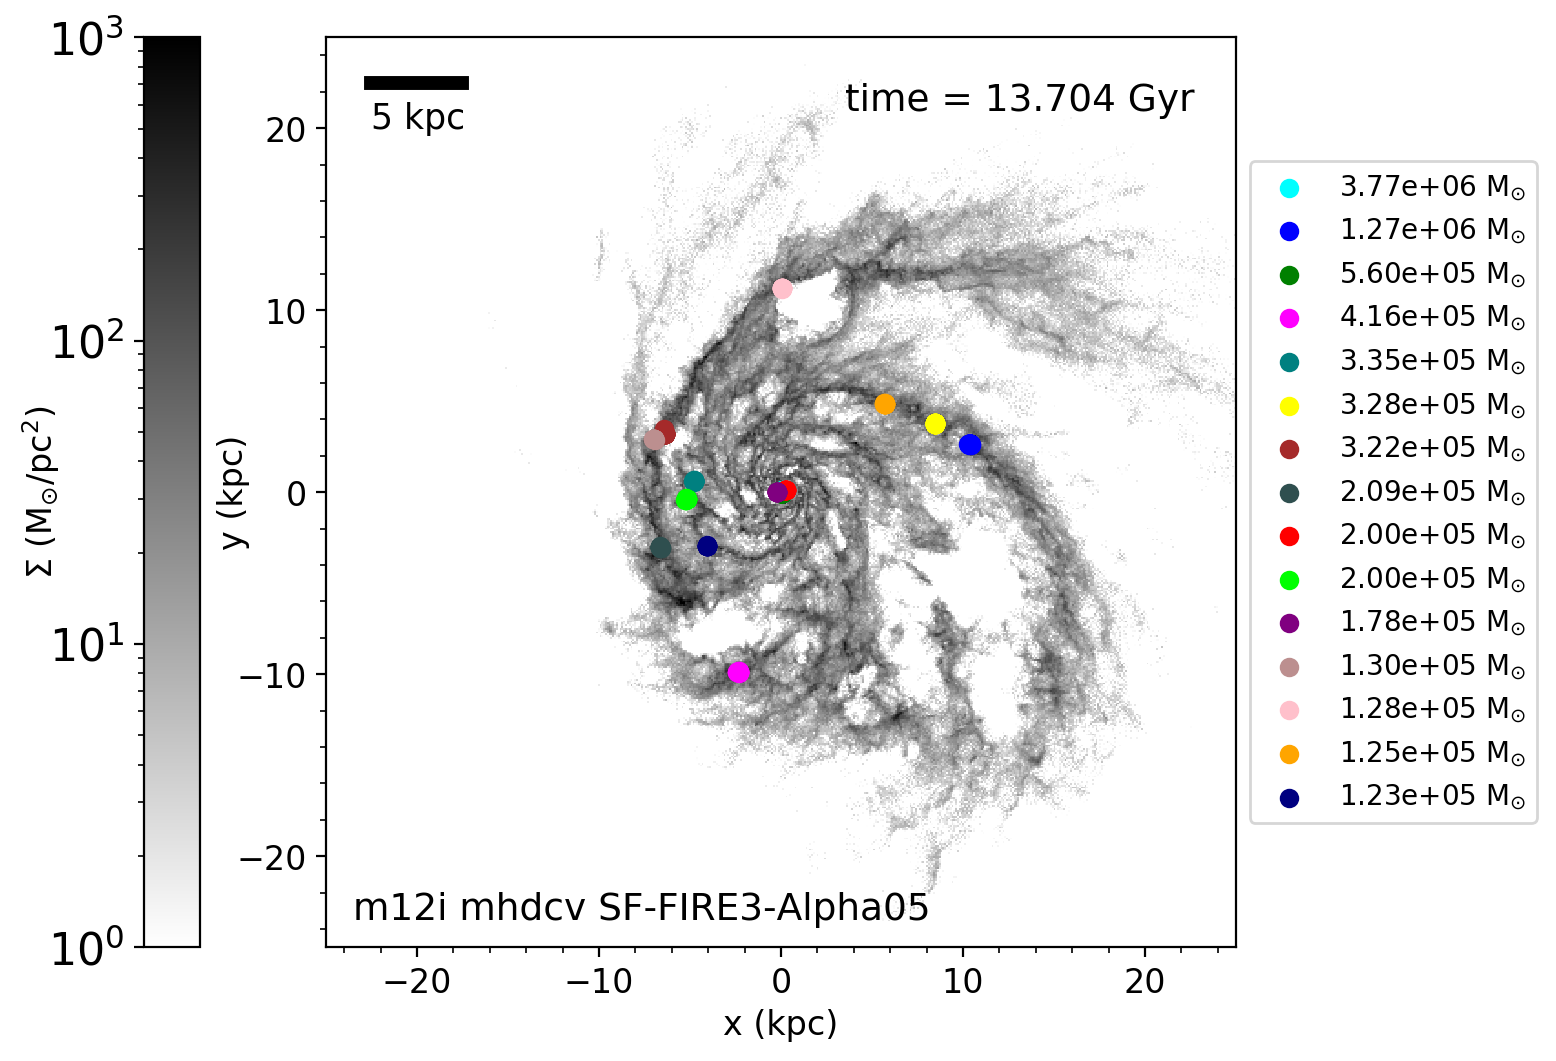 10³
10²
10¹
10⁰
Σ (M⊙/pc²)
y (kpc)
20
10
0
−10
−20
5 kpc
time = 13.704 Gyr
m12i mhdcv SF-FIRE3-Alpha05
−20 −10 0 10 20
x (kpc)
3.77e+06 M⊙
1.27e+06 M⊙
5.60e+05 M⊙
4.16e+05 M⊙
3.35e+05 M⊙
3.28e+05 M⊙
3.22e+05 M⊙
2.09e+05 M⊙
2.00e+05 M⊙
2.00e+05 M⊙
1.78e+05 M⊙
1.30e+05 M⊙
1.28e+05 M⊙
1.25e+05 M⊙
1.23e+05 M⊙